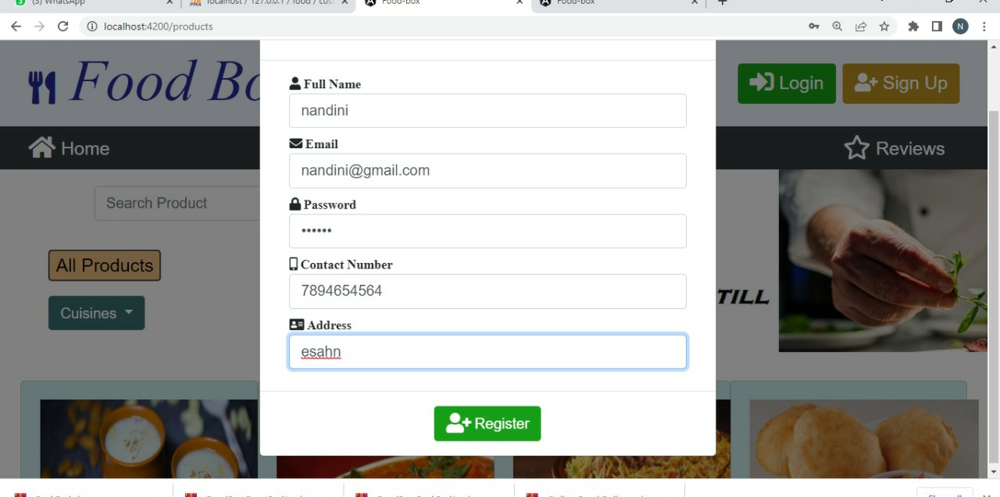 (3) WhatsApp
localhost / 127.0.0.1 / food / cus
Food-box
Food-box
localhost:4200/products
N
Food Bo
Login
Sign Up
Home
Reviews
Search Product
All Products
Cuisines
TILL
Full Name
nandini
Email
nandini@gmail.com
Password
••••••
Contact Number
7894654564
Address
esahn
Register